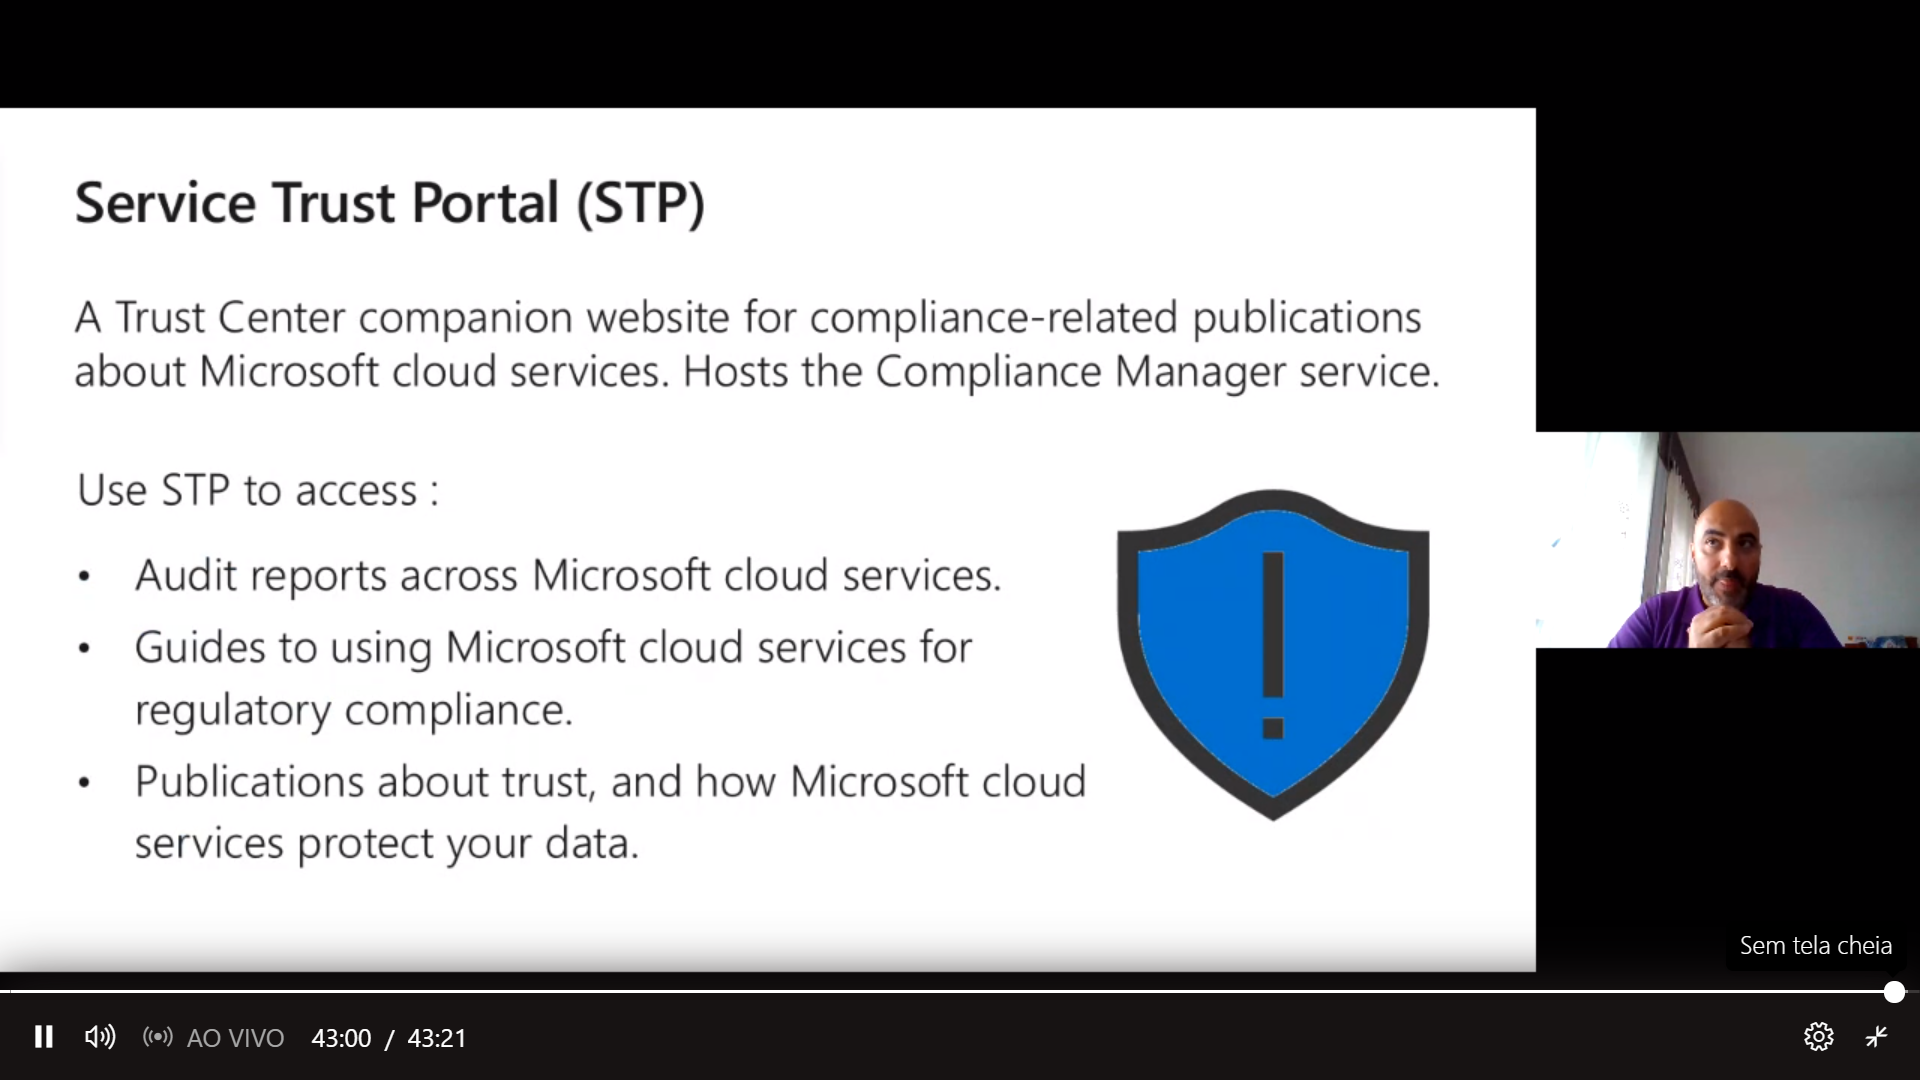 Service Trust Portal (STP)
A Trust Center companion website for compliance-related publications
about Microsoft cloud services. Hosts the Compliance Manager service.
Use STP to access :
• Audit reports across Microsoft cloud services.
• Guides to using Microsoft cloud services for
regulatory compliance.
• Publications about trust, and how Microsoft cloud
services protect your data.
Sem tela cheia
AO VIVO 43:00 / 43:21